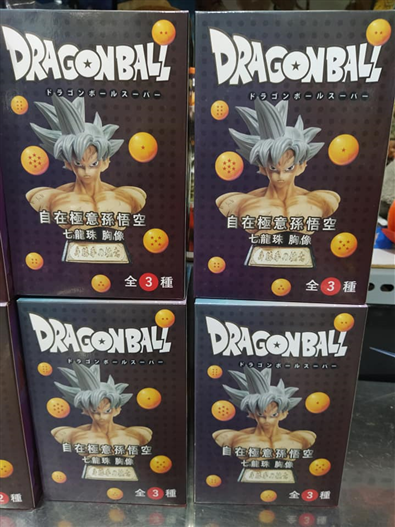 DRAGONBALL
ドラゴンボールスーパー
自在極意孫悟空
七龍珠 胸像
全3種
DRAGONBALL
ドラゴンボールスーパー
自在極意孫悟空
七龍珠 胸像
全3種
DRAGONBALL
ドラゴンボールスーパー
自在極意孫悟空
七龍珠 胸像
全3種
DRAGONBALL
ドラゴンボールスーパー
自在極意孫悟空
七龍珠 胸像
全3種
種